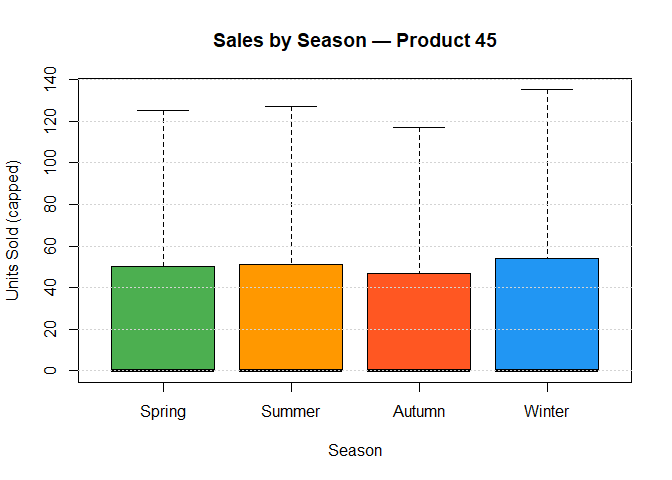 Sales by Season — Product 45
Units Sold (capped)
140
120
100
80
60
40
20
0
Spring Summer Autumn Winter
Season